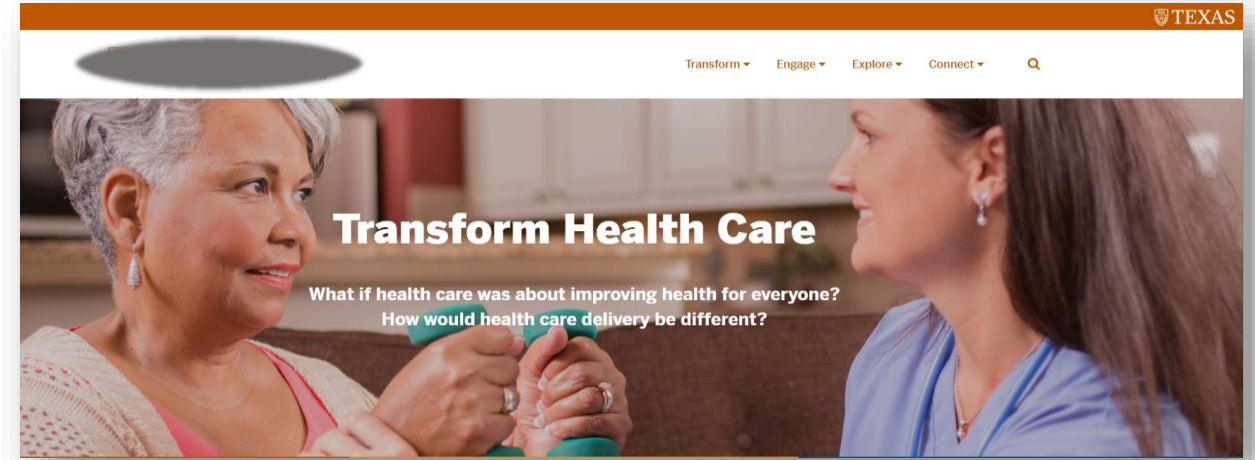 TEXAS
Transform
Engage
Explore
Connect
Transform Health Care
What if health care was about improving health for everyone?
How would health care delivery be different?